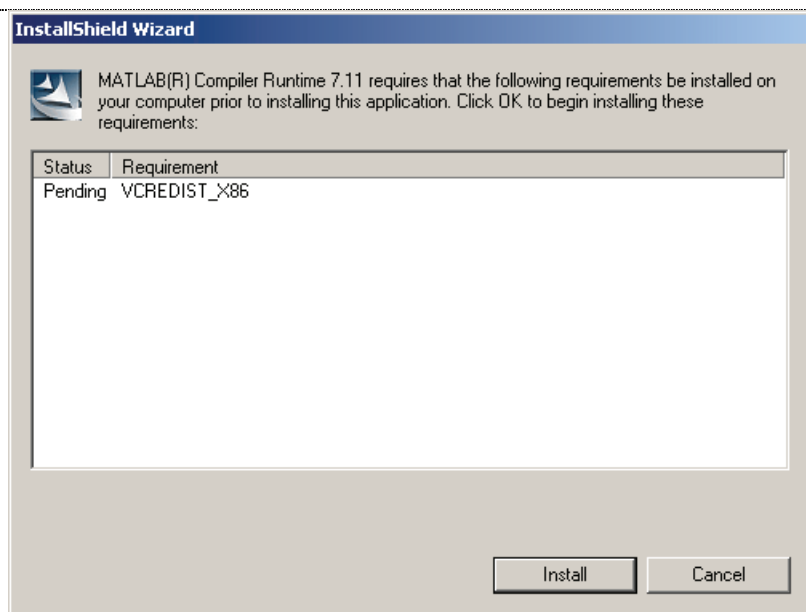 InstallShield Wizard
MATLAB(R) Compiler Runtime 7.11 requires that the following requirements be installed on
your computer prior to installing this application. Click OK to begin installing these
requirements:
Status Requirement
Pending VCREDIST_X86
Install Cancel